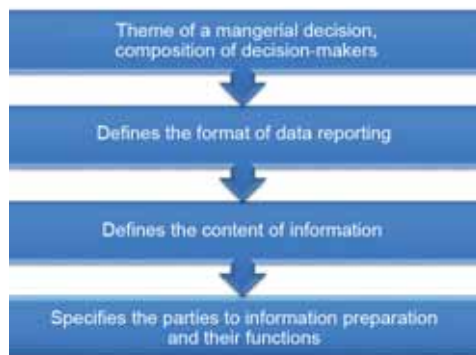 Theme of a mangerial decision,
composition of decision-makers
Defines the format of data reporting
Defines the content of information
Specifies the parties to information preparation
and their functions